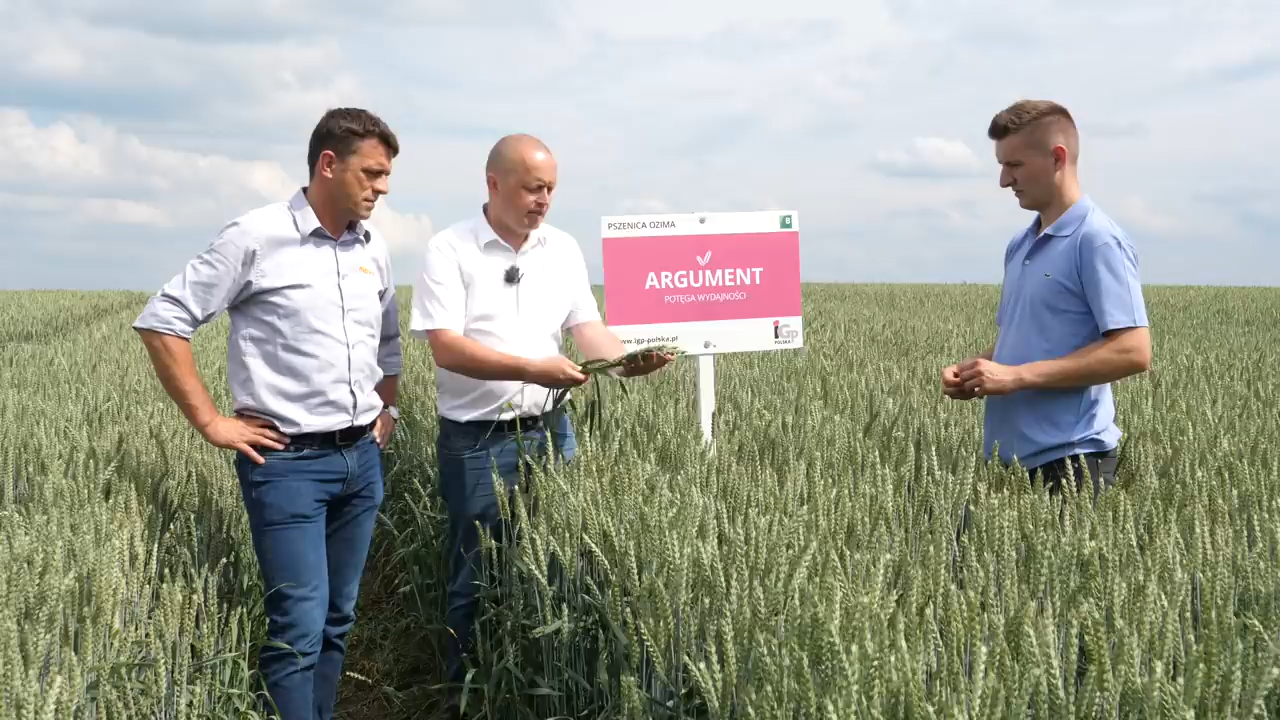 PSZENICA OZIMA
B
ARGUMENT
POTĘGA WYDAJNOŚCI
www.igp-polska.pl
iGp
POLSKA